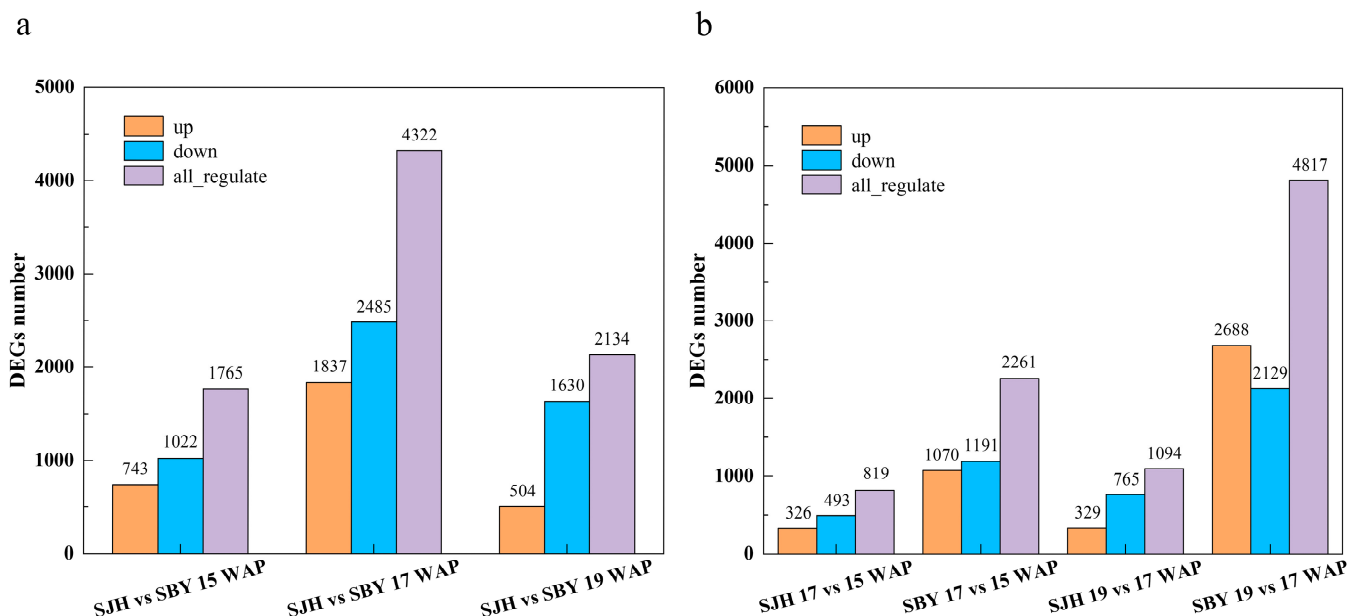 a
5000
4000
3000
2000
1000
0
DEGs number
up
down
all_regulate
743
1022
1765
1837
2485
4322
504
1630
2134
SJH vs SBY 15 WAP
SJH vs SBY 17 WAP
SJH vs SBY 19 WAP
b
6000
5000
4000
3000
2000
1000
0
DEGs number
up
down
all_regulate
326
493
819
1070
1191
2261
329
765
1094
2688
2129
4817
SJH 17 vs 15 WAP
SBY 17 vs 15 WAP
SJH 19 vs 17 WAP
SBY 19 vs 17 WAP